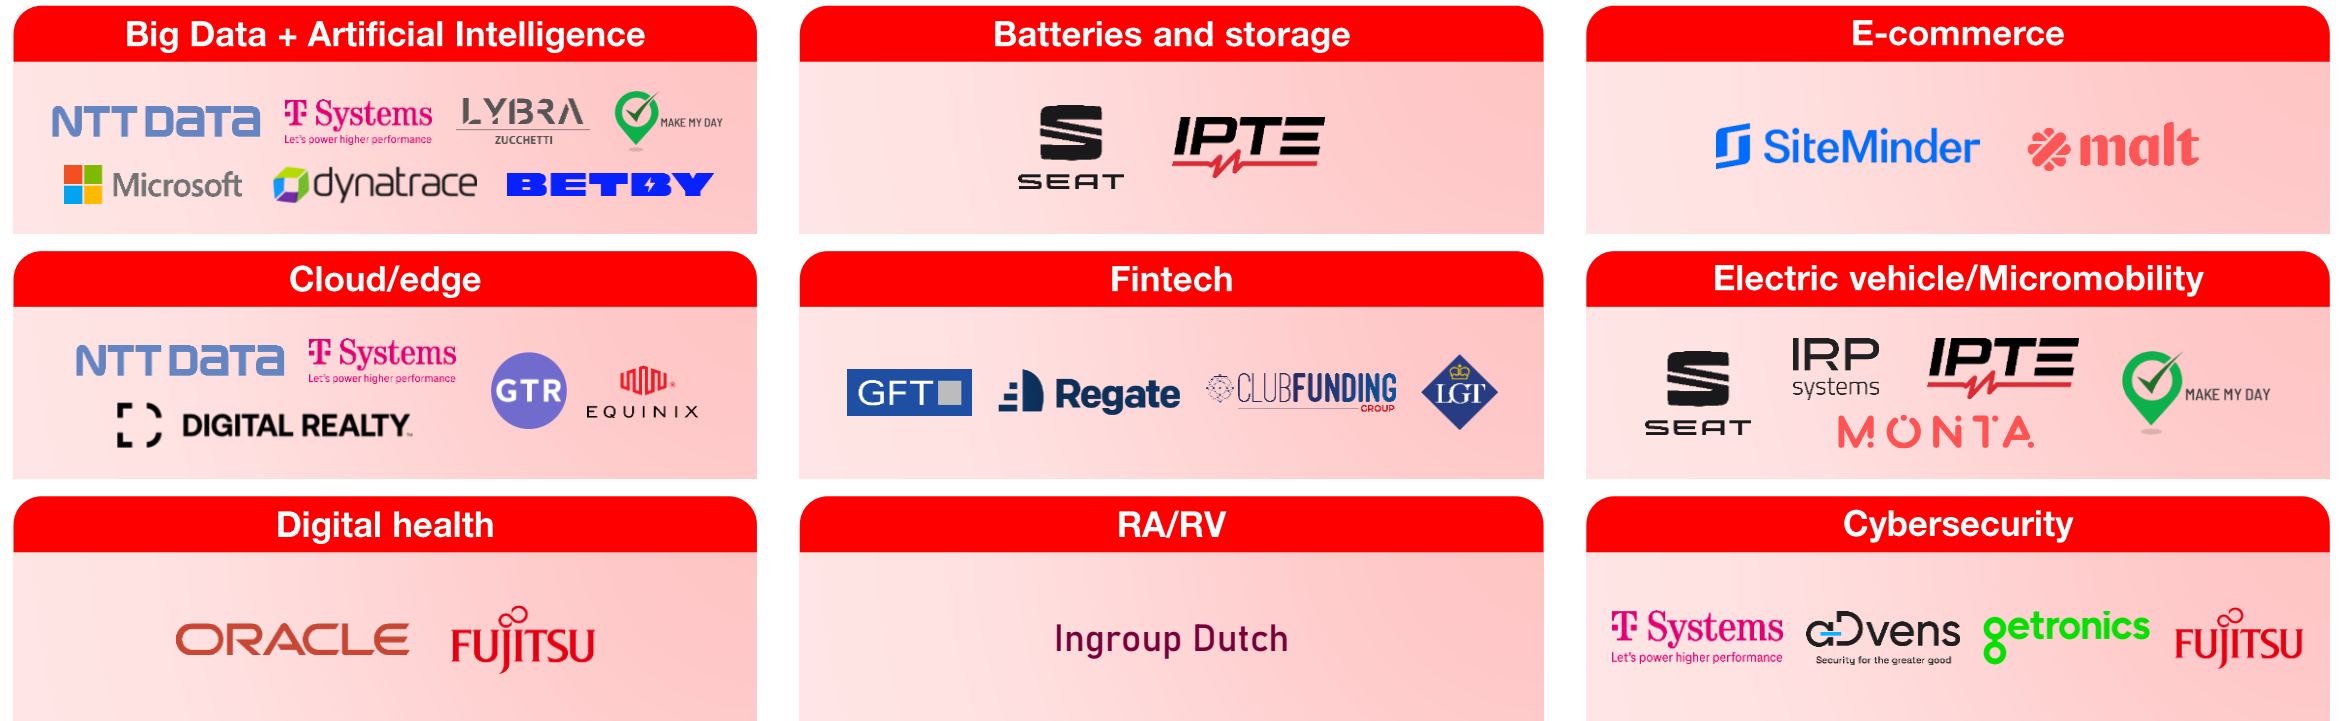 Big Data + Artificial Intelligence
NTT DATA
T Systems
Let's power higher performance
LYBRA
ZUCCHETTI
MAKE MY DAY
Microsoft
dynatrace
BETBY
Batteries and storage
SEAT
IPTE
E-commerce
SiteMinder
malt
Cloud/edge
NTT DATA
T Systems
Let's power higher performance
GTR
EQUINIX
DIGITAL REALTY™
Fintech
GFT
Regate
CLUBFUNDING
GROUP
LGT
Electric vehicle/Micromobility
SEAT
IRP
systems
IPTE
MAKE MY DAY
MONTA
Digital health
ORACLE
FUJITSU
RA/RV
Ingroup Dutch
Cybersecurity
T Systems
Let's power higher performance
aDvens
Security for the greater good
getronics
FUJITSU